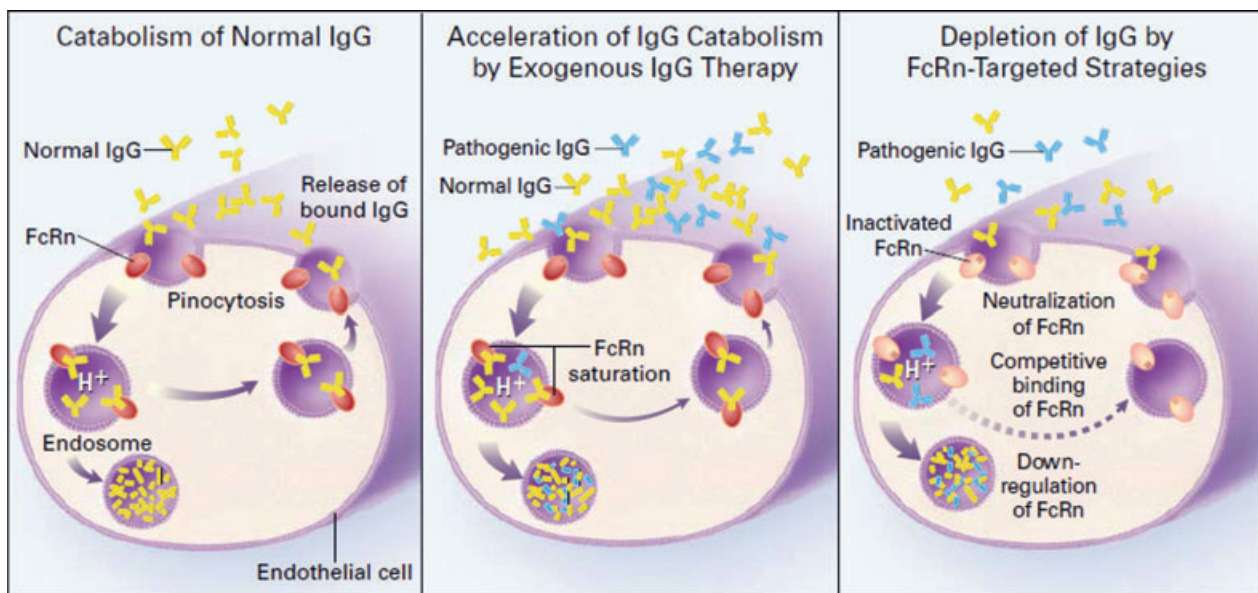 Catabolism of Normal IgG
Normal IgG
Release of
bound IgG
FcRn
Pinocytosis
H+
Endosome
Endothelial cell
Acceleration of IgG Catabolism
by Exogenous IgG Therapy
Pathogenic IgG
Normal IgG
FcRn
saturation
H+
Depletion of IgG by
FcRn-Targeted Strategies
Pathogenic IgG
Inactivated
FcRn
Neutralization
of FcRn
H+
Competitive
binding
of FcRn
Down-
regulation
of FcRn